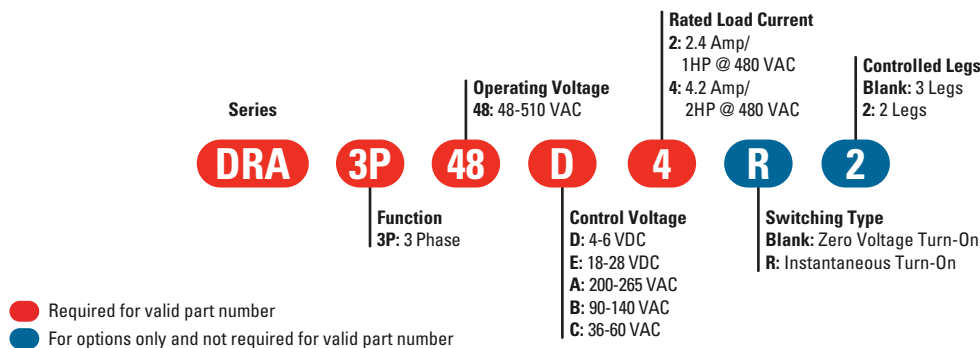 Rated Load Current
2: 2.4 Amp/
1HP @ 480 VAC
4: 4.2 Amp/
2HP @ 480 VAC
Controlled Legs
Blank: 3 Legs
2: 2 Legs
Operating Voltage
48: 48-510 VAC
Series
DRA
3P
48
D
4
R
2
Function
3P: 3 Phase
Control Voltage
D: 4-6 VDC
E: 18-28 VDC
A: 200-265 VAC
B: 90-140 VAC
C: 36-60 VAC
Switching Type
Blank: Zero Voltage Turn-On
R: Instantaneous Turn-On
Required for valid part number
For options only and not required for valid part number